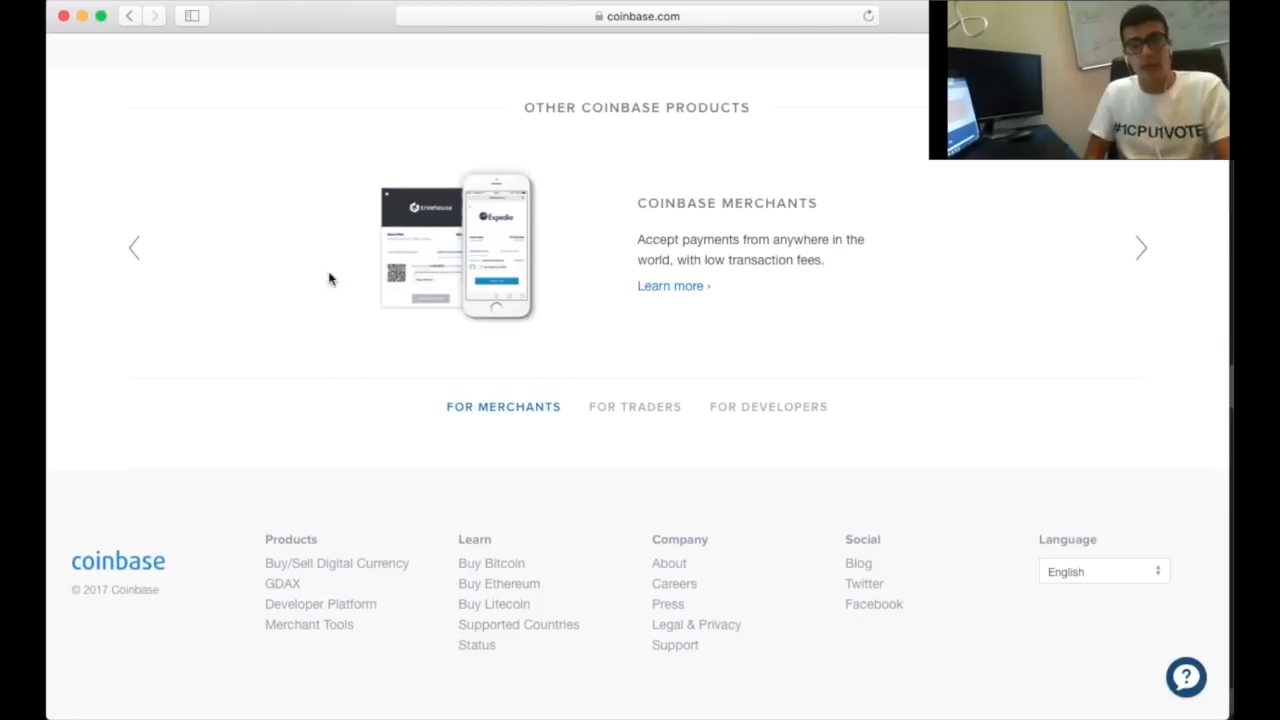 coinbase.com
#1CPU1VOTE
OTHER COINBASE PRODUCTS
treehouse
Expedia
COINBASE MERCHANTS
Accept payments from anywhere in the
world, with low transaction fees.
Learn more ›
FOR MERCHANTS
FOR TRADERS
FOR DEVELOPERS
coinbase
© 2017 Coinbase
Products
Buy/Sell Digital Currency
GDAX
Developer Platform
Merchant Tools
Learn
Buy Bitcoin
Buy Ethereum
Buy Litecoin
Supported Countries
Status
Company
About
Careers
Press
Legal & Privacy
Support
Social
Blog
Twitter
Facebook
Language
English
?